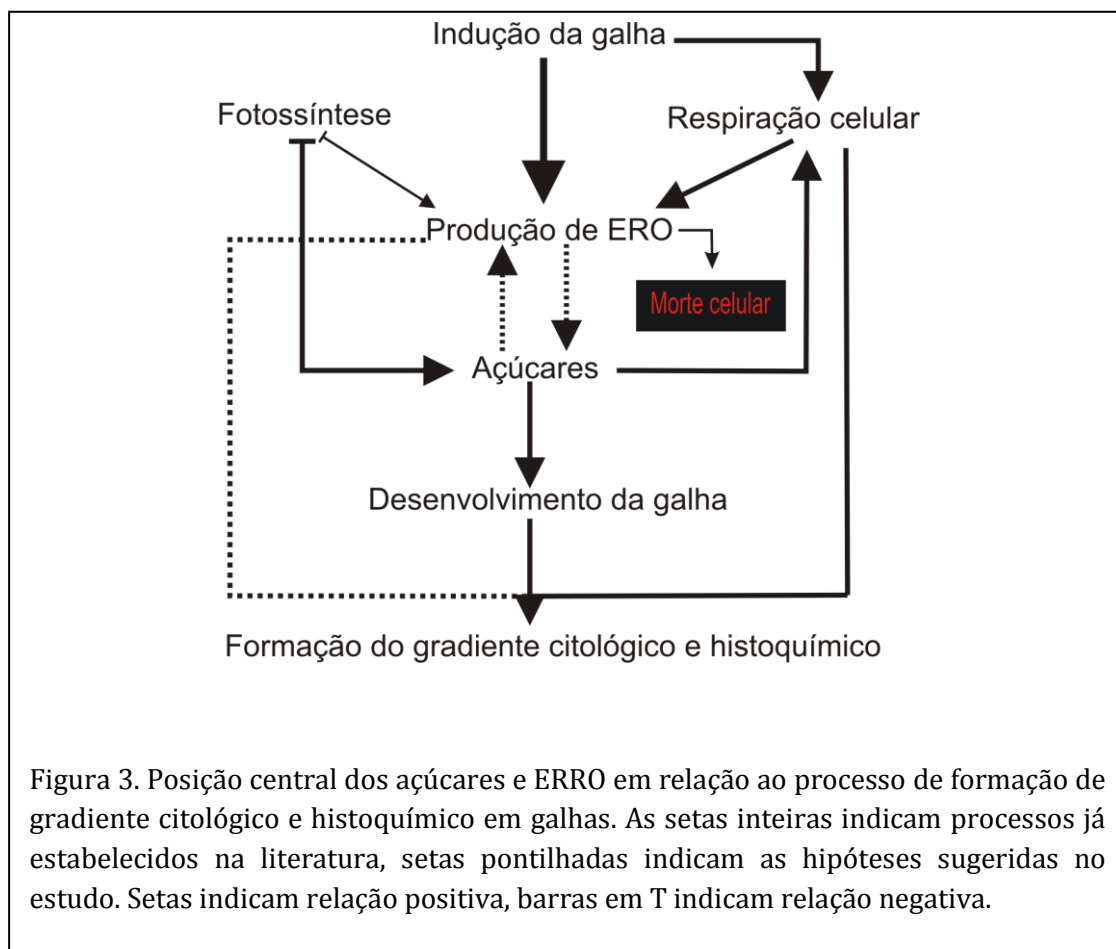 Indução da galha
Fotossíntese
Respiração celular
Produção de ERO
Morte celular
Açúcares
Desenvolvimento da galha
Formação do gradiente citológico e histoquímico
Figura 3. Posição central dos açúcares e ERRO em relação ao processo de formação de
gradiente citológico e histoquímico em galhas. As setas inteiras indicam processos já
estabelecidos na literatura, setas pontilhadas indicam as hipóteses sugeridas no
estudo. Setas indicam relação positiva, barras em T indicam relação negativa.